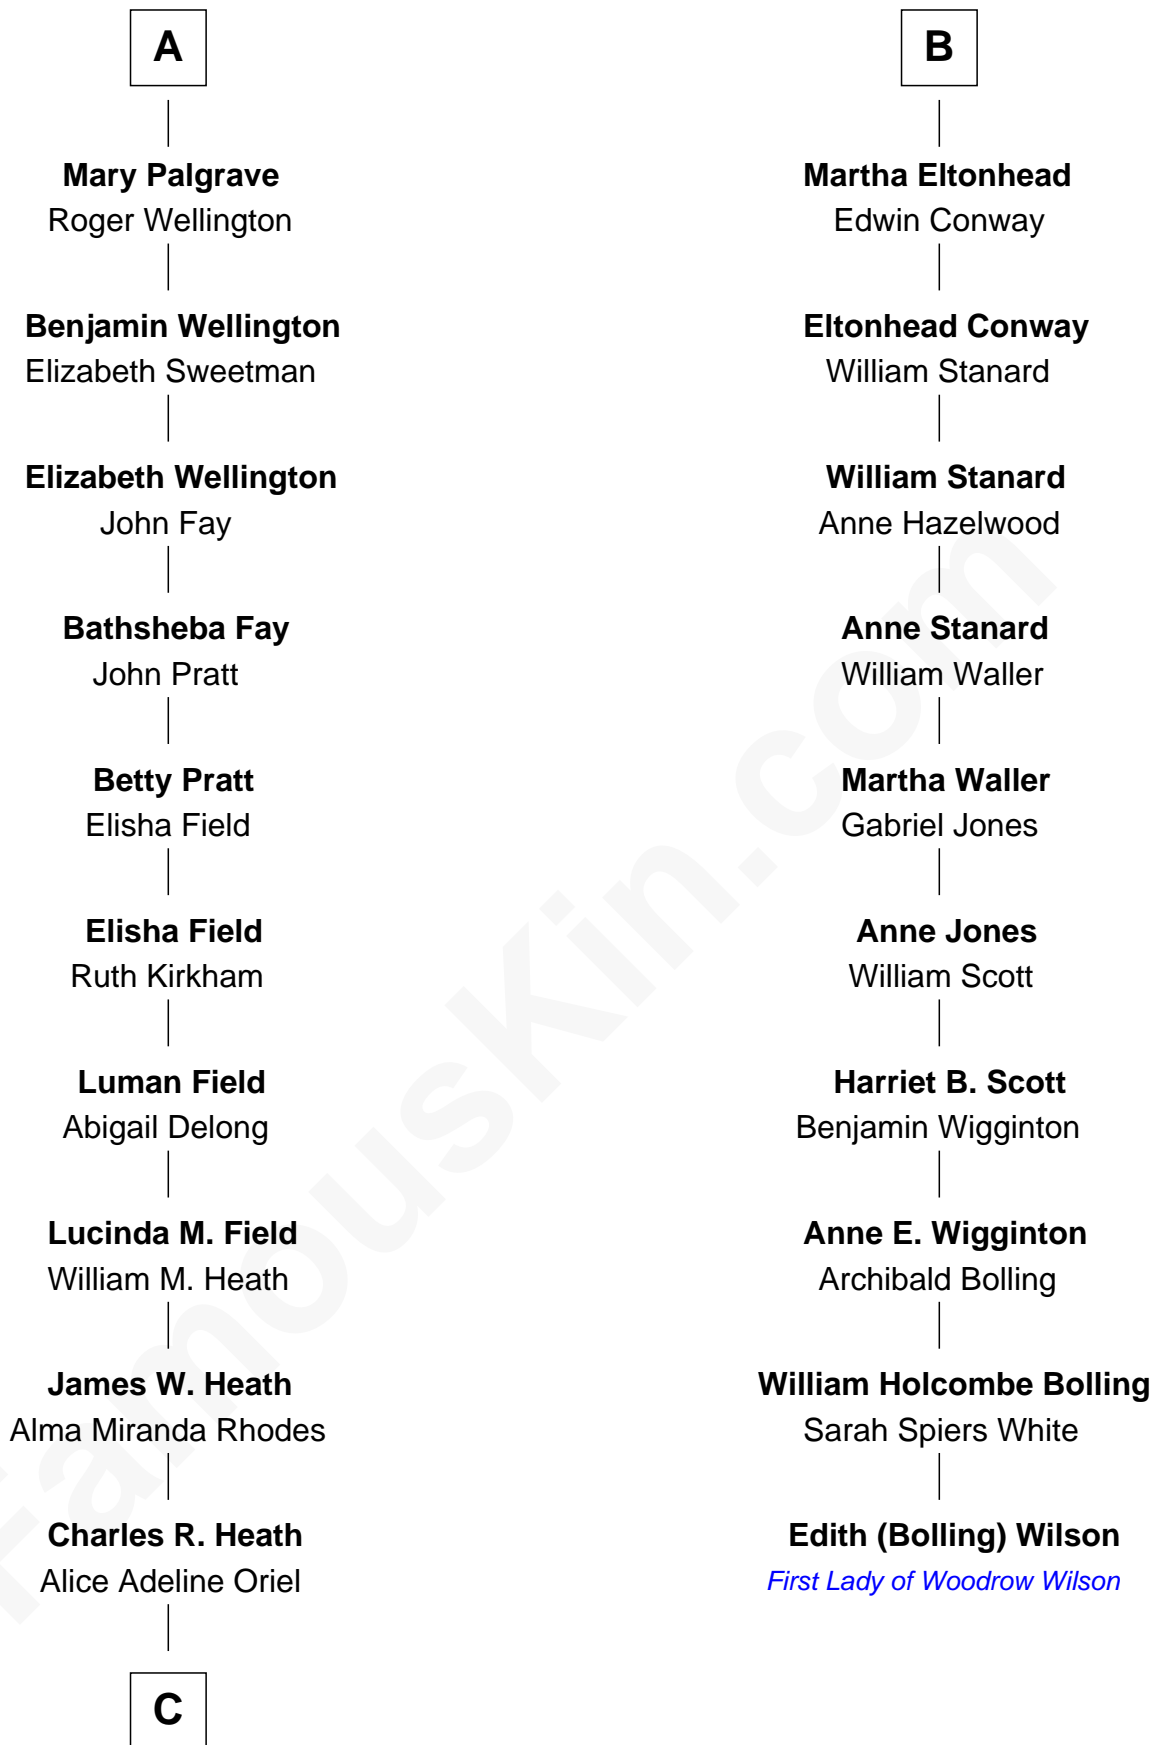 A
Mary Palgrave
Roger Wellington
Benjamin Wellington
Elizabeth Sweetman
Elizabeth Wellington
John Fay
Bathsheba Fay
John Pratt
Betty Pratt
Elisha Field
Elisha Field
Ruth Kirkham
Luman Field
Abigail Delong
Lucinda M. Field
William M. Heath
James W. Heath
Alma Miranda Rhodes
Charles R. Heath
Alice Adeline Oriel
C
B
Martha Eltonhead
Edwin Conway
Eltonhead Conway
William Stanard
William Stanard
Anne Hazelwood
Anne Stanard
William Waller
Martha Waller
Gabriel Jones
Anne Jones
William Scott
Harriet B. Scott
Benjamin Wigginton
Anne E. Wigginton
Archibald Bolling
William Holcombe Bolling
Sarah Spiers White
Edith (Bolling) Wilson
First Lady of Woodrow Wilson
FamousKin.com